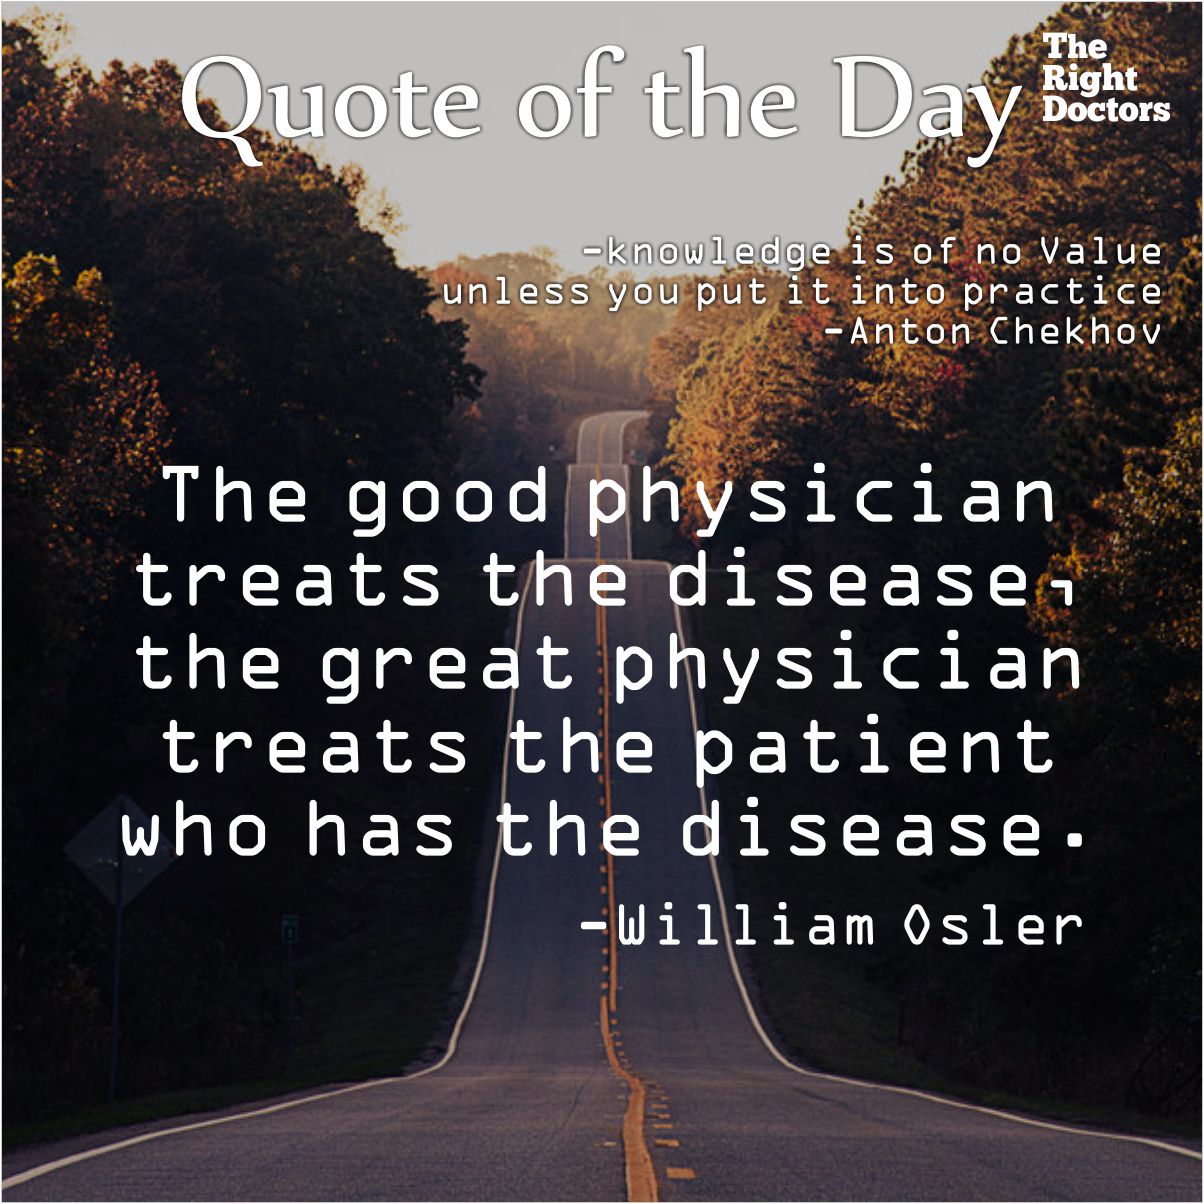 Quote of the Day
The
Right
Doctors
-knowledge is of no Value
unless you put it into practice
-Anton Chekhov
The good physician
treats the disease,
the great physician
treats the patient
who has the disease.
-William Osler